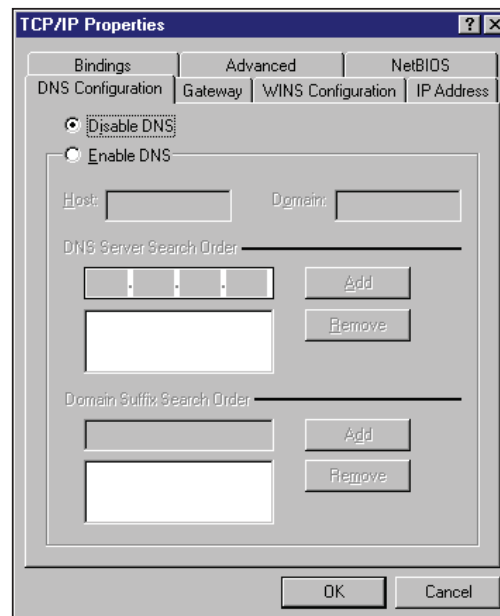 TCP/IP Properties
Bindings Advanced NetBIOS
DNS Configuration Gateway WINS Configuration IP Address
Disable DNS
Enable DNS
Host: Domain:
DNS Server Search Order
Add
Remove
Domain Suffix Search Order
Add
Remove
OK Cancel